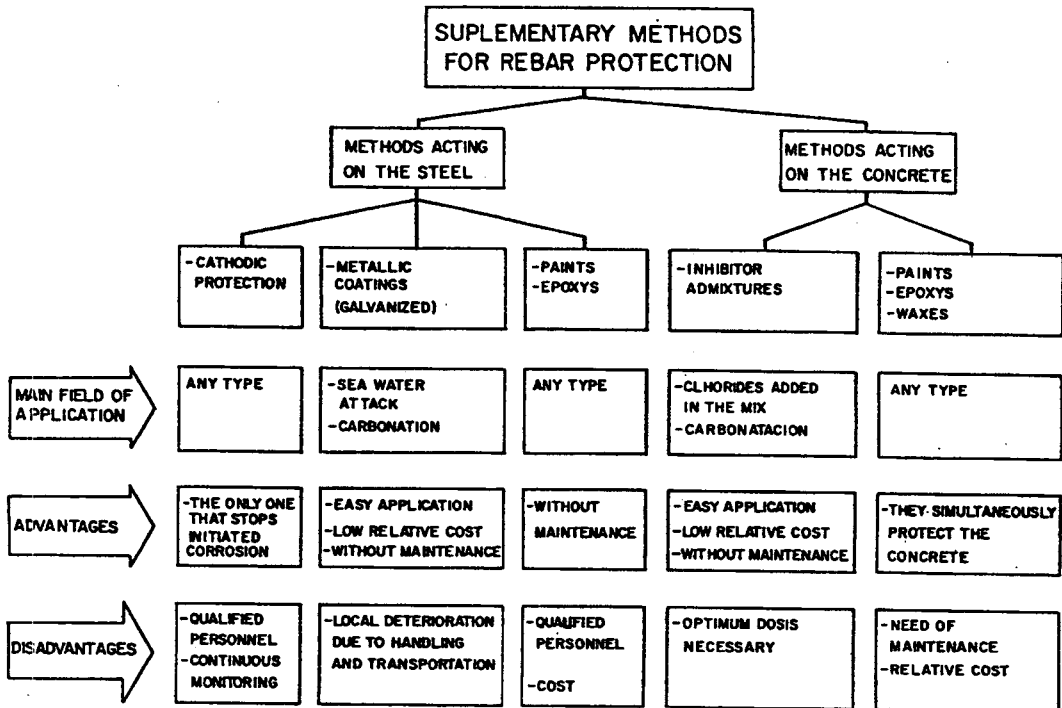 SUPLEMENTARY METHODS
FOR REBAR PROTECTION
METHODS ACTING
ON THE STEEL
METHODS ACTING
ON THE CONCRETE
-CATHODIC
PROTECTION
-METALLIC
COATINGS
(GALVANIZED)
-PAINTS
-EPOXYS
-INHIBITOR
ADMIXTURES
-PAINTS
-EPOXYS
-WAXES
MAIN FIELD OF
APPLICATION
ANY TYPE
-SEA WATER
ATTACK
-CARBONATION
ANY TYPE
-CLHORIDES ADDED
IN THE MIX
-CARBONATACION
ANY TYPE
ADVANTAGES
-THE ONLY ONE
THAT STOPS
INITIATED
CORROSION
-EASY APPLICATION
-LOW RELATIVE COST
-WITHOUT MAINTENANCE
-WITHOUT
MAINTENANCE
-EASY APPLICATION
-LOW RELATIVE COST
-WITHOUT MAINTENANCE
-THEY SIMULTANEOUSLY
PROTECT THE
CONCRETE
DISADVANTAGES
-QUALIFIED
PERSONNEL
-CONTINUOUS
MONITORING
-LOCAL DETERIORATION
DUE TO HANDLING
AND TRANSPORTATION
-QUALIFIED
PERSONNEL
-COST
-OPTIMUM DOSIS
NECESSARY
-NEED OF
MAINTENANCE
-RELATIVE COST